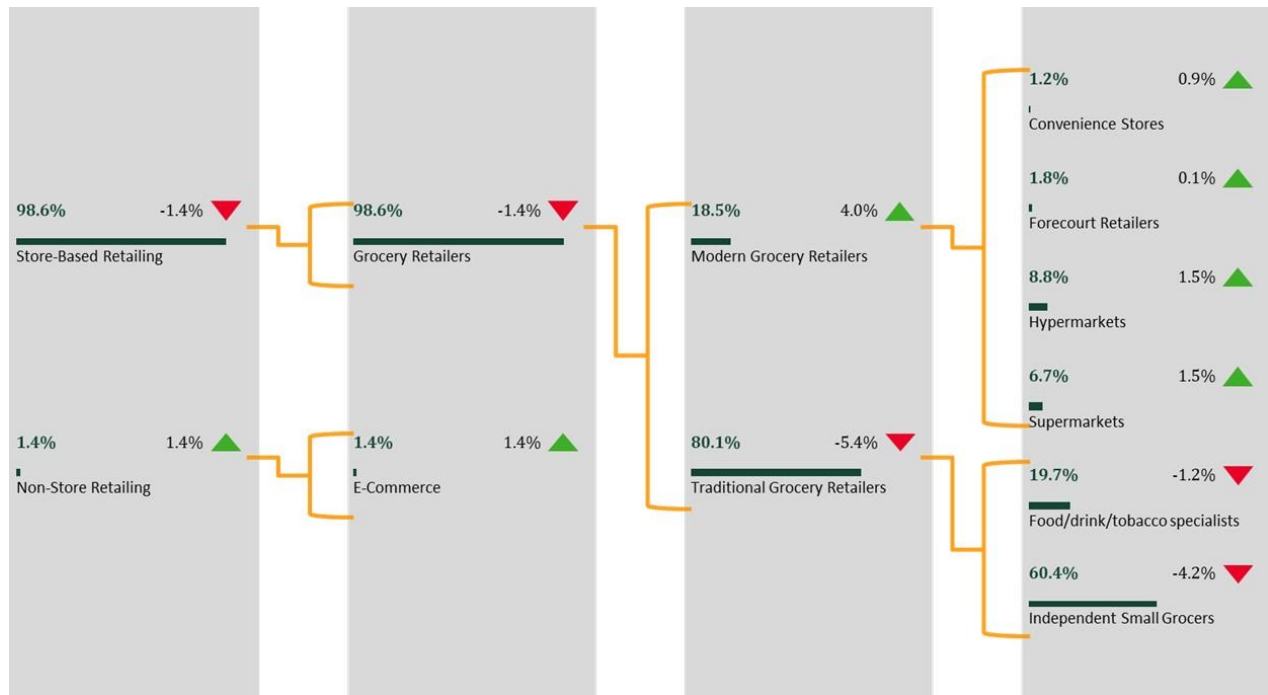 98.6% -1.4%
Store-Based Retailing
1.4% 1.4%
Non-Store Retailing
98.6% -1.4%
Grocery Retailers
1.4% 1.4%
E-Commerce
18.5% 4.0%
Modern Grocery Retailers
80.1% -5.4%
Traditional Grocery Retailers
1.2% 0.9%
Convenience Stores
1.8% 0.1%
Forecourt Retailers
8.8% 1.5%
Hypermarkets
6.7% 1.5%
Supermarkets
19.7% -1.2%
Food/drink/tobacco specialists
60.4% -4.2%
Independent Small Grocers